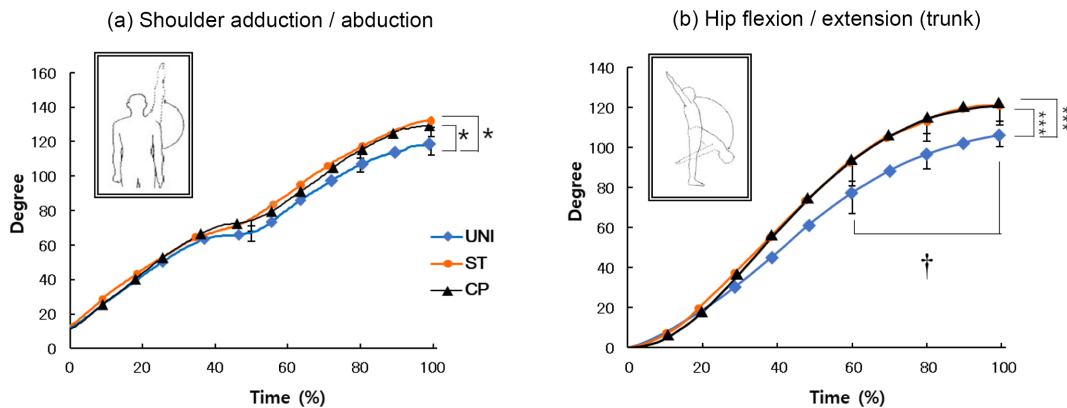 (a) Shoulder adduction / abduction
160
140
120
100
80
60
40
20
0
Degree
0 20 40 60 80 100
Time (%)
* *
UNI
ST
CP
(b) Hip flexion / extension (trunk)
140
120
100
80
60
40
20
0
Degree
0 20 40 60 80 100
Time (%)
*** ***
†